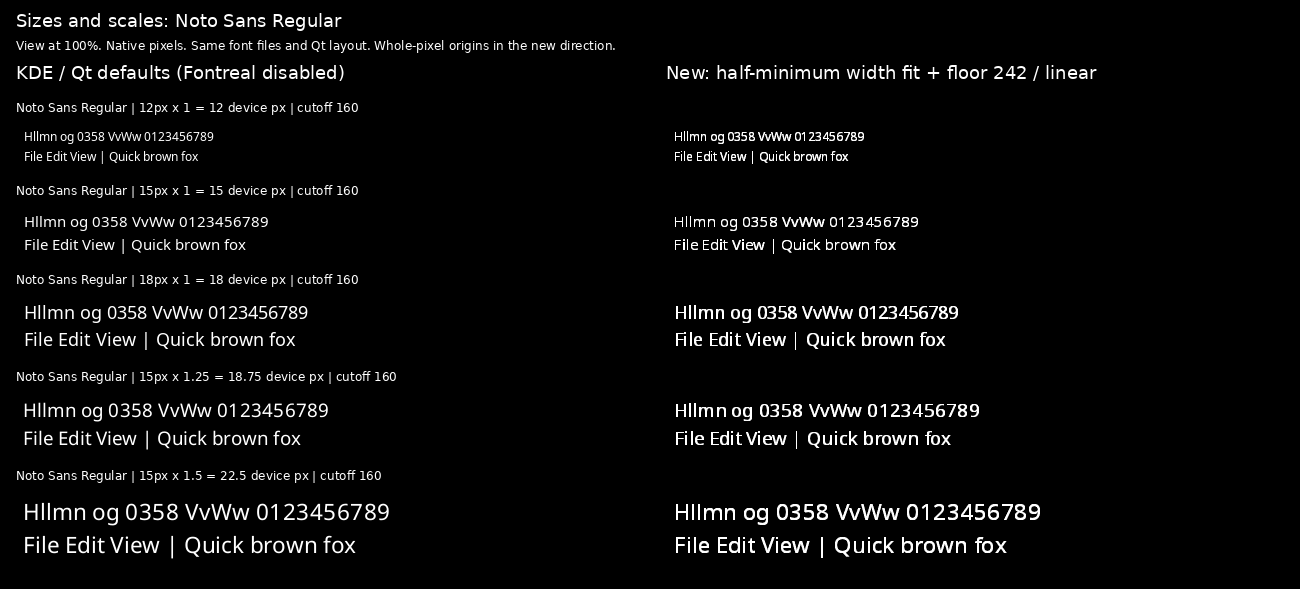 Sizes and scales: Noto Sans Regular
View at 100%. Native pixels. Same font files and Qt layout. Whole-pixel origins in the new direction.
KDE / Qt defaults (Fontreal disabled)
New: half-minimum width fit + floor 242 / linear
Noto Sans Regular | 12px x 1 = 12 device px | cutoff 160
Hllmn og 0358 VvWw 0123456789
Hllmn og 0358 VvWw 0123456789
File Edit View | Quick brown fox
File Edit View | Quick brown fox
Noto Sans Regular | 15px x 1 = 15 device px | cutoff 160
Hllmn og 0358 VvWw 0123456789
Hllmn og 0358 VvWw 0123456789
File Edit View | Quick brown fox
File Edit View | Quick brown fox
Noto Sans Regular | 18px x 1 = 18 device px | cutoff 160
Hllmn og 0358 VvWw 0123456789
Hllmn og 0358 VvWw 0123456789
File Edit View | Quick brown fox
File Edit View | Quick brown fox
Noto Sans Regular | 15px x 1.25 = 18.75 device px | cutoff 160
Hllmn og 0358 VvWw 0123456789
Hllmn og 0358 VvWw 0123456789
File Edit View | Quick brown fox
File Edit View | Quick brown fox
Noto Sans Regular | 15px x 1.5 = 22.5 device px | cutoff 160
Hllmn og 0358 VvWw 0123456789
Hllmn og 0358 VvWw 0123456789
File Edit View | Quick brown fox
File Edit View | Quick brown fox